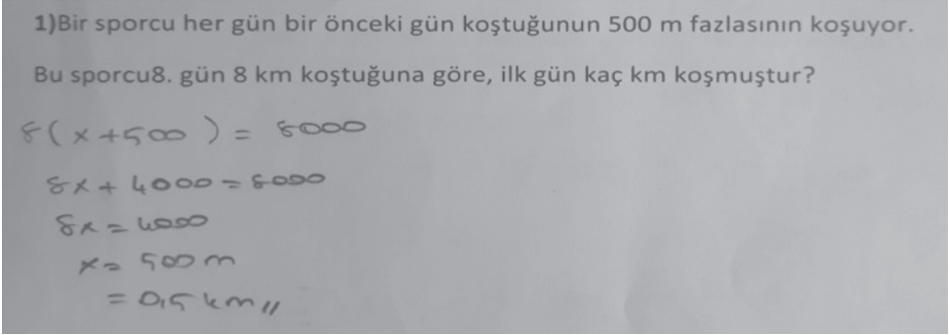 1)Bir sporcu her gün bir önceki gün koştuğunun 500 m fazlasının koşuyor.
Bu sporcu8. gün 8 km koştuğuna göre, ilk gün kaç km koşmuştur?
8(x+500) = 8000
8x + 4000 = 8000
8x = 4000
x = 500 m
= 0,5 km //